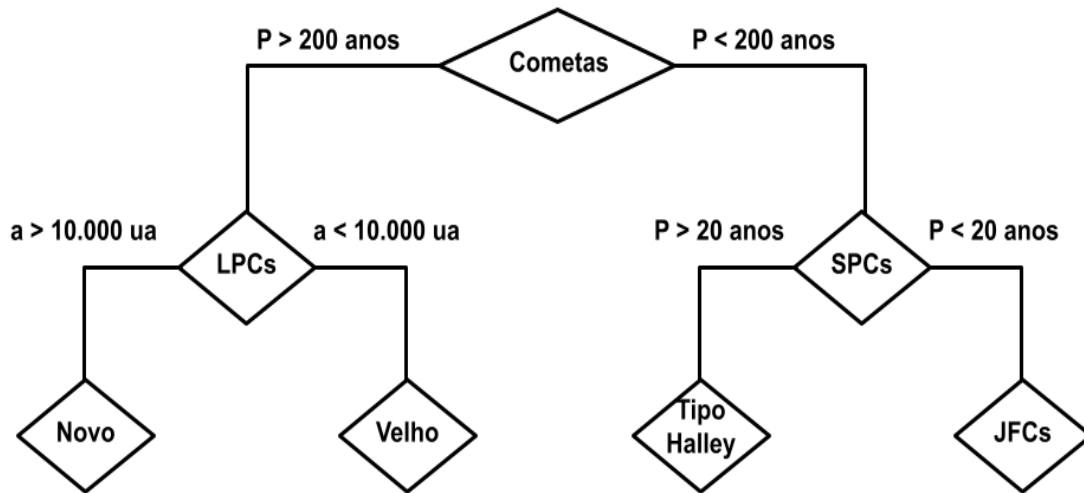 P > 200 anos
Cometas
P < 200 anos
a > 10.000 ua
LPCs
a < 10.000 ua
P > 20 anos
SPCs
P < 20 anos
Novo
Velho
Tipo
Halley
JFCs